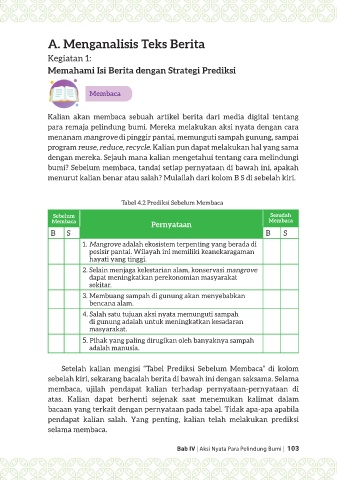 A. Menganalisis Teks Berita
Kegiatan 1:
Memahami Isi Berita dengan Strategi Prediksi
Membaca
Kalian akan membaca sebuah artikel berita dari media digital tentang
para remaja pelindung bumi. Mereka melakukan aksi nyata dengan cara
menanam mangrove di pinggir pantai, memunguti sampah gunung, sampai
program reuse, reduce, recycle. Kalian pun dapat melakukan hal yang sama
dengan mereka. Sejauh mana kalian mengetahui tentang cara melindungi
bumi? Sebelum membaca, tandai setiap pernyataan di bawah ini, apakah
menurut kalian benar atau salah? Mulailah dari kolom B S di sebelah kiri.
Tabel 4.2 Prediksi Sebelum Membaca
Sebelum
Membaca
Pernyataan
Sesudah
Membaca
B S B S
1. Mangrove adalah ekosistem terpenting yang berada di
pesisir pantai. Wilayah ini memiliki keanekaragaman
hayati yang tinggi.
2. Selain menjaga kelestarian alam, konservasi mangrove
dapat meningkatkan perekonomian masyarakat
sekitar.
3. Membuang sampah di gunung akan menyebabkan
bencana alam.
4. Salah satu tujuan aksi nyata memunguti sampah
di gunung adalah untuk meningkatkan kesadaran
masyarakat.
5. Pihak yang paling dirugikan oleh banyaknya sampah
adalah manusia.
Setelah kalian mengisi "Tabel Prediksi Sebelum Membaca" di kolom
sebelah kiri, sekarang bacalah berita di bawah ini dengan saksama. Selama
membaca, ujilah pendapat kalian terhadap pernyataan-pernyataan di
atas. Kalian dapat berhenti sejenak saat menemukan kalimat dalam
bacaan yang terkait dengan pernyataan pada tabel. Tidak apa-apa apabila
pendapat kalian salah. Yang penting, kalian telah melakukan prediksi
selama membaca.
Bab IV | Aksi Nyata Para Pelindung Bumi | 103